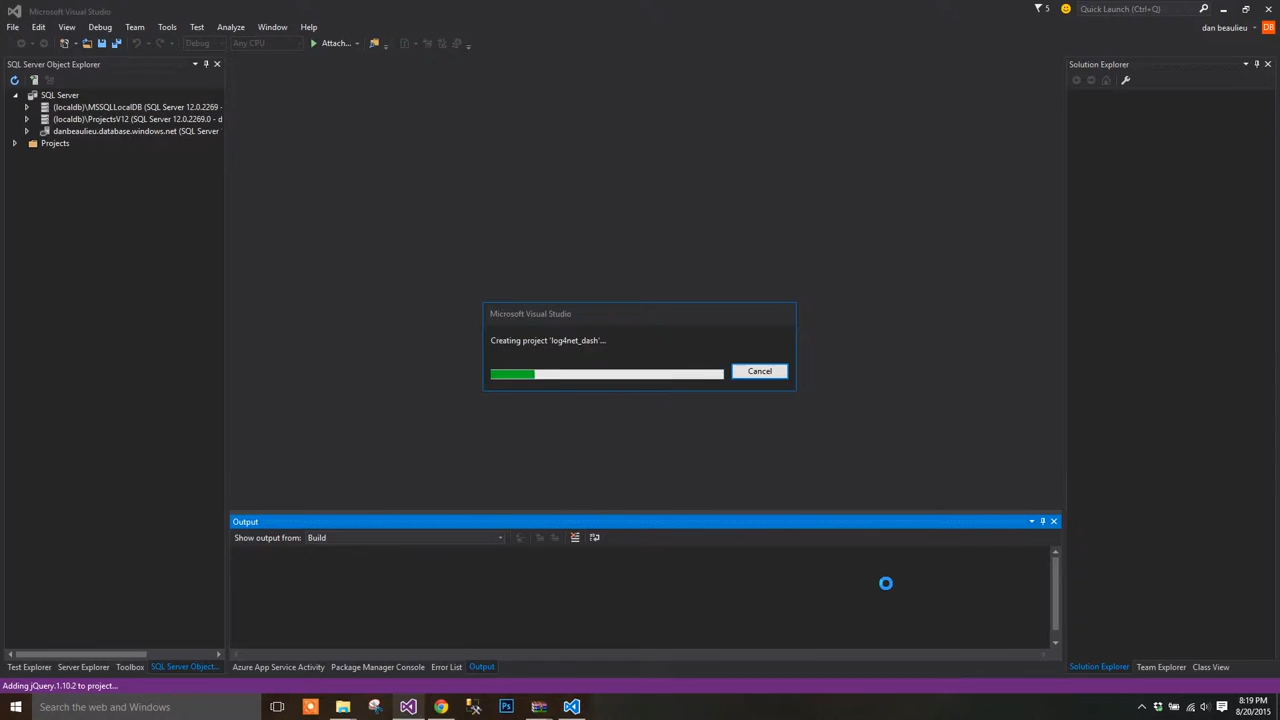 Microsoft Visual Studio
5
Quick Launch (Ctrl+Q)
File Edit View Debug Team Tools Test Analyze Window Help
dan beaulieu
DB
Debug
Any CPU
Attach...
SQL Server Object Explorer
Solution Explorer
SQL Server
(localdb)\MSSQLLocalDB (SQL Server 12.0.2269 -
(localdb)\ProjectsV12 (SQL Server 12.0.2269.0 - d
danbeaulieu.database.windows.net (SQL Server
Projects
Microsoft Visual Studio
Creating project 'log4net_dash'...
Cancel
Output
Show output from: Build
Test Explorer Server Explorer Toolbox SQL Server Object...
Azure App Service Activity Package Manager Console Error List Output
Solution Explorer Team Explorer Class View
Adding jQuery.1.10.2 to project...
Search the web and Windows
Ps
8:19 PM
8/20/2015